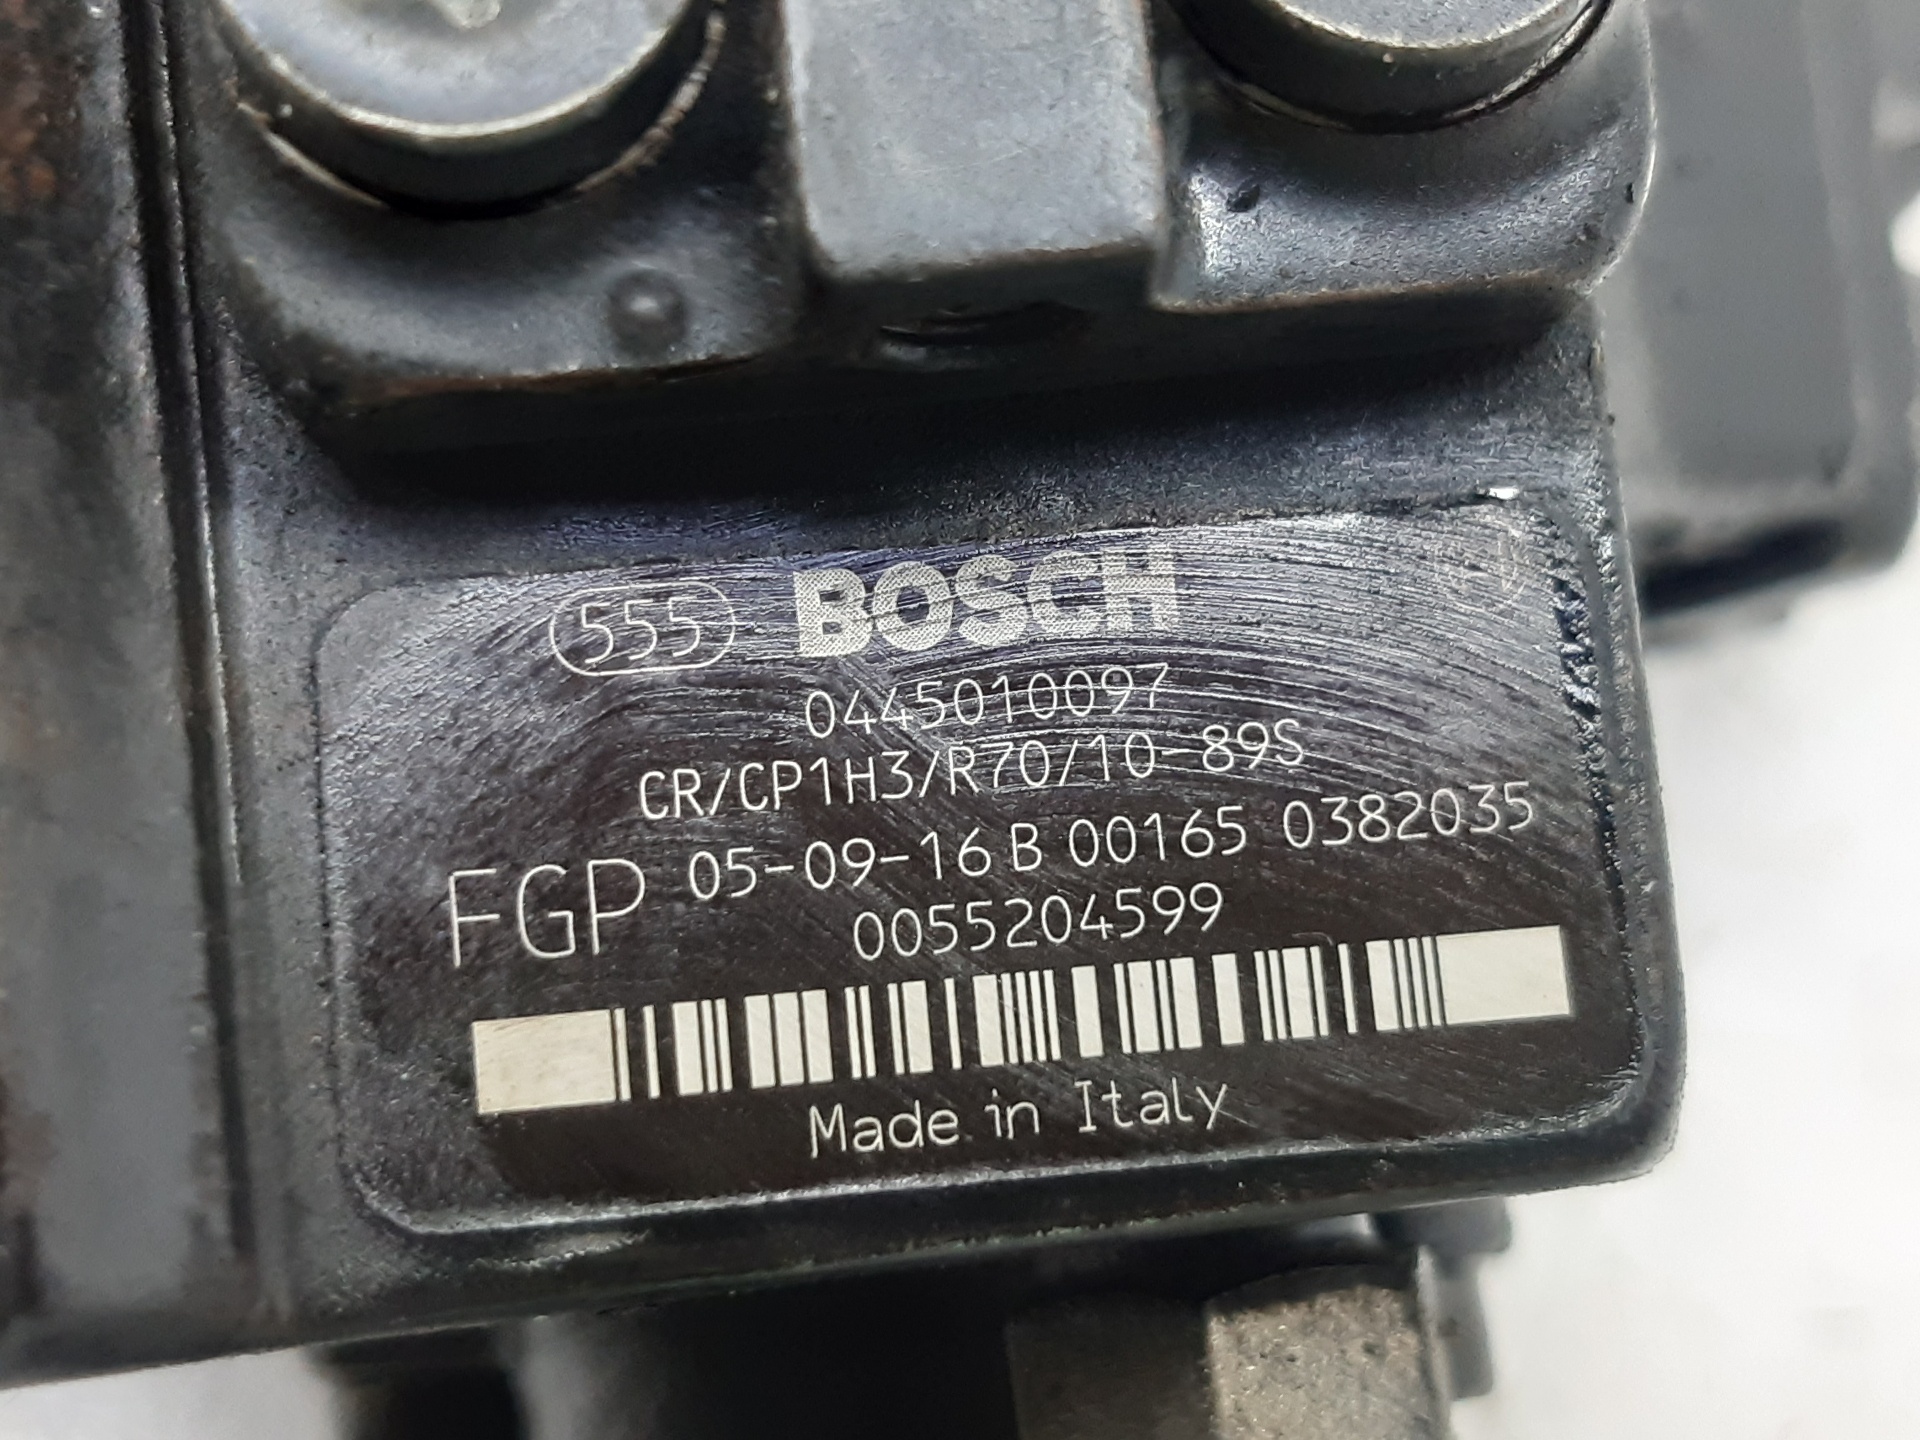 555 BOSCH
0445010097
CR/CP1H3/R70/10-89S
FGP 05-09-16 B 00165 0382035
0055204599
Made in Italy